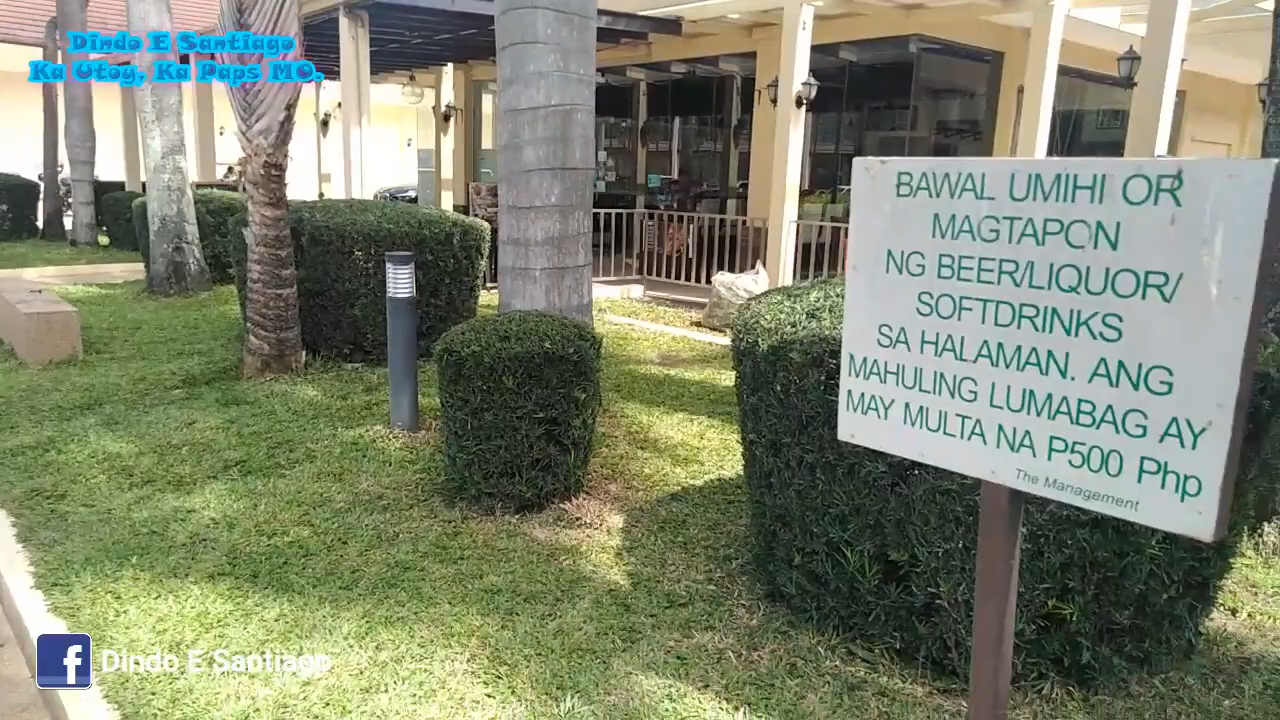 Dindo E Santiago
Ka Utoy, Ka Paps MO.
BAWAL UMIHI OR
MAGTAPON
NG BEER/LIQUOR/
SOFTDRINKS
SA HALAMAN. ANG
MAHULING LUMABAG AY
MAY MULTA NA P500 Php
The Management
f Dindo E Santiago